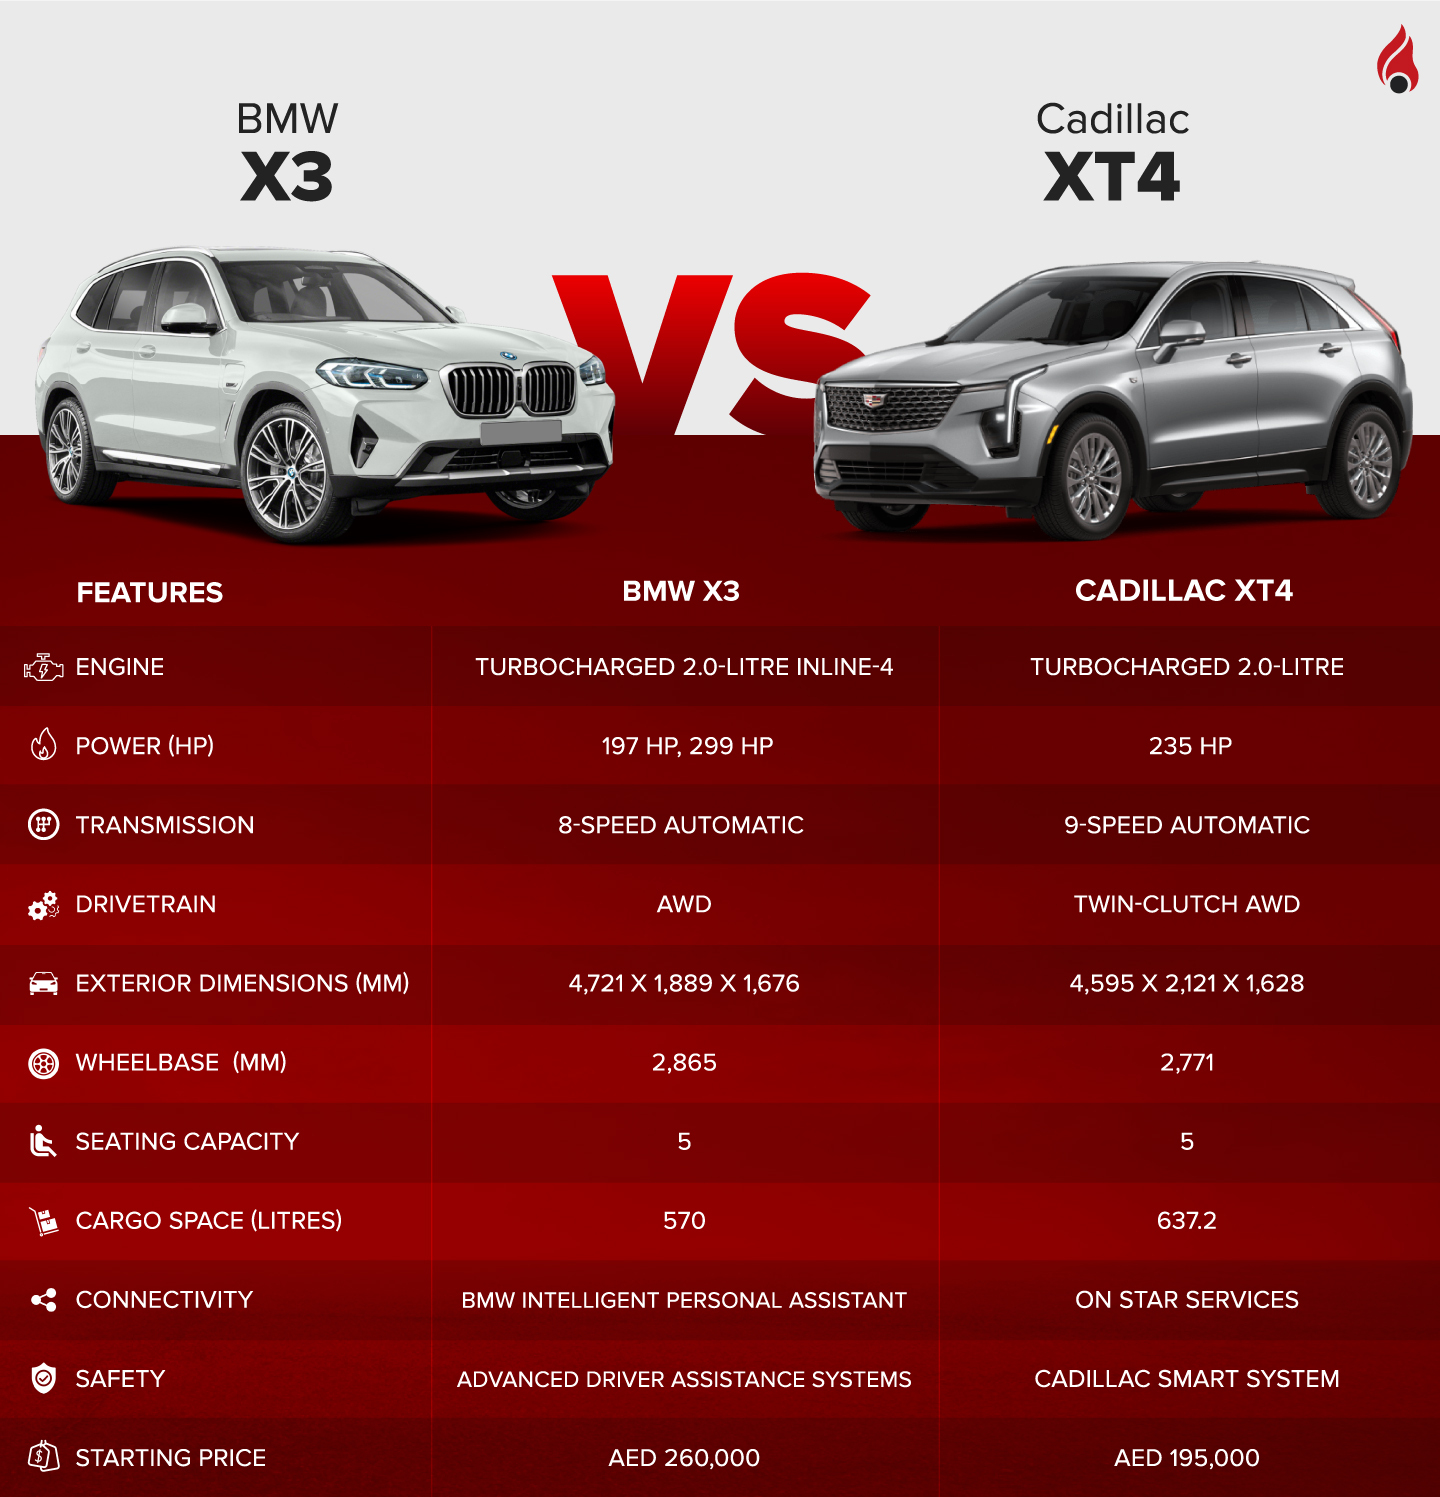 BMW
X3
Cadillac
XT4
VS
FEATURES BMW X3 CADILLAC XT4
ENGINE TURBOCHARGED 2.0-LITRE INLINE-4 TURBOCHARGED 2.0-LITRE
POWER (HP) 197 HP, 299 HP 235 HP
TRANSMISSION 8-SPEED AUTOMATIC 9-SPEED AUTOMATIC
DRIVETRAIN AWD TWIN-CLUTCH AWD
EXTERIOR DIMENSIONS (MM) 4,721 X 1,889 X 1,676 4,595 X 2,121 X 1,628
WHEELBASE (MM) 2,865 2,771
SEATING CAPACITY 5 5
CARGO SPACE (LITRES) 570 637.2
CONNECTIVITY BMW INTELLIGENT PERSONAL ASSISTANT ON STAR SERVICES
SAFETY ADVANCED DRIVER ASSISTANCE SYSTEMS CADILLAC SMART SYSTEM
STARTING PRICE AED 260,000 AED 195,000